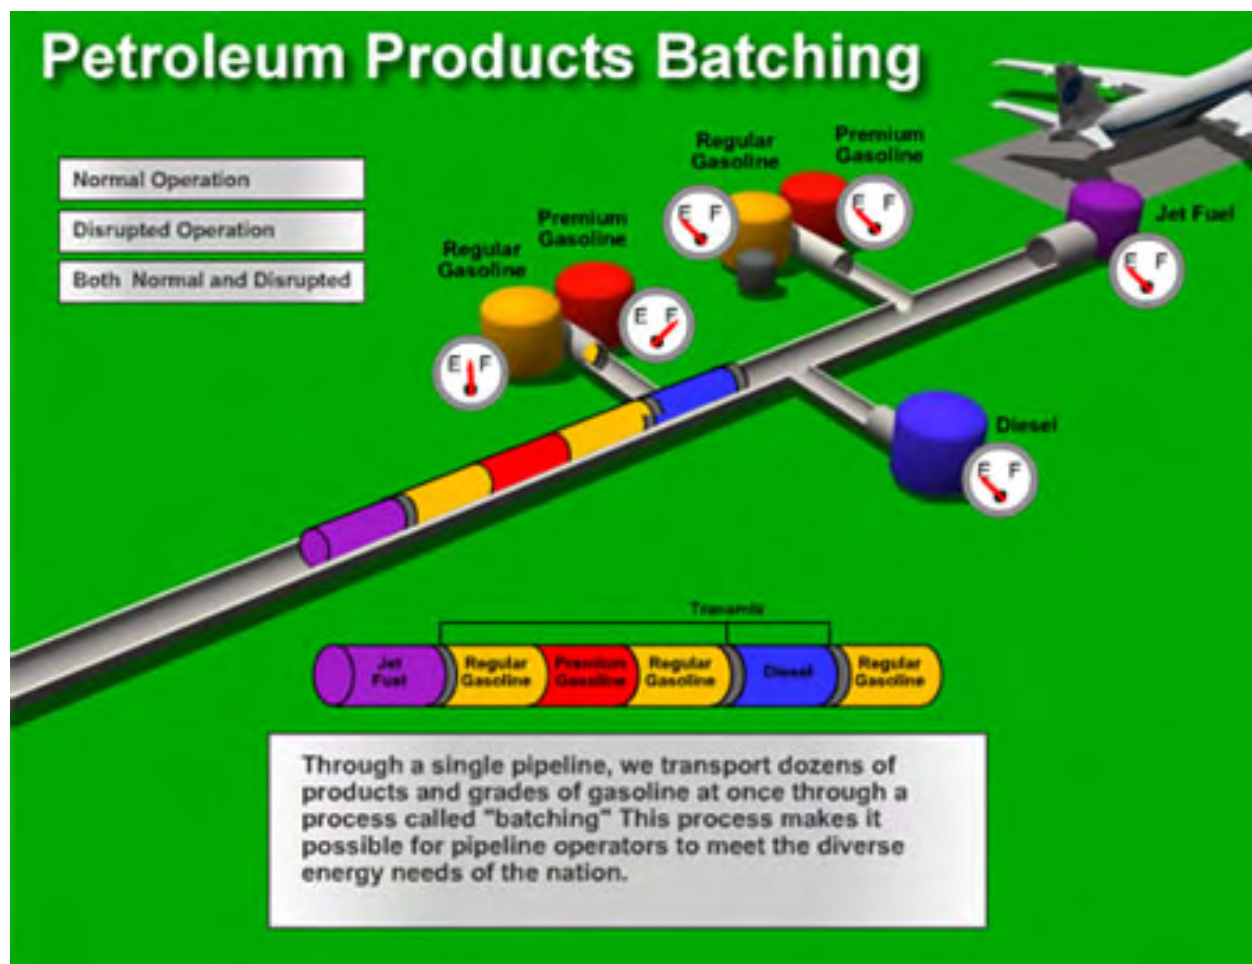 Petroleum Products Batching
Normal Operation
Disrupted Operation
Both Normal and Disrupted
Regular
Gasoline
Premium
Gasoline
Regular
Gasoline
Premium
Gasoline
Jet Fuel
Diesel
E F
E F
E F
E F
E F
E F
Transmix
Jet
Fuel
Regular
Gasoline
Premium
Gasoline
Regular
Gasoline
Diesel
Regular
Gasoline
Through a single pipeline, we transport dozens of
products and grades of gasoline at once through a
process called "batching" This process makes it
possible for pipeline operators to meet the diverse
energy needs of the nation.